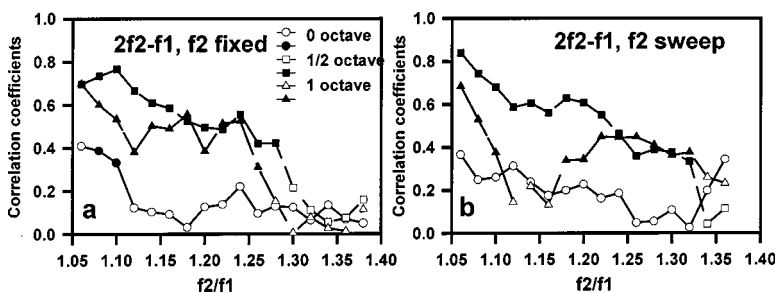 2f2-f1, f2 fixed
0 octave
1/2 octave
1 octave
Correlation coefficients
1.0
0.8
0.6
0.4
0.2
0.0
a
1.05 1.10 1.15 1.20 1.25 1.30 1.35 1.40
f2/f1
2f2-f1, f2 sweep
Correlation coefficients
1.0
0.8
0.6
0.4
0.2
0.0
b
1.05 1.10 1.15 1.20 1.25 1.30 1.35 1.40
f2/f1